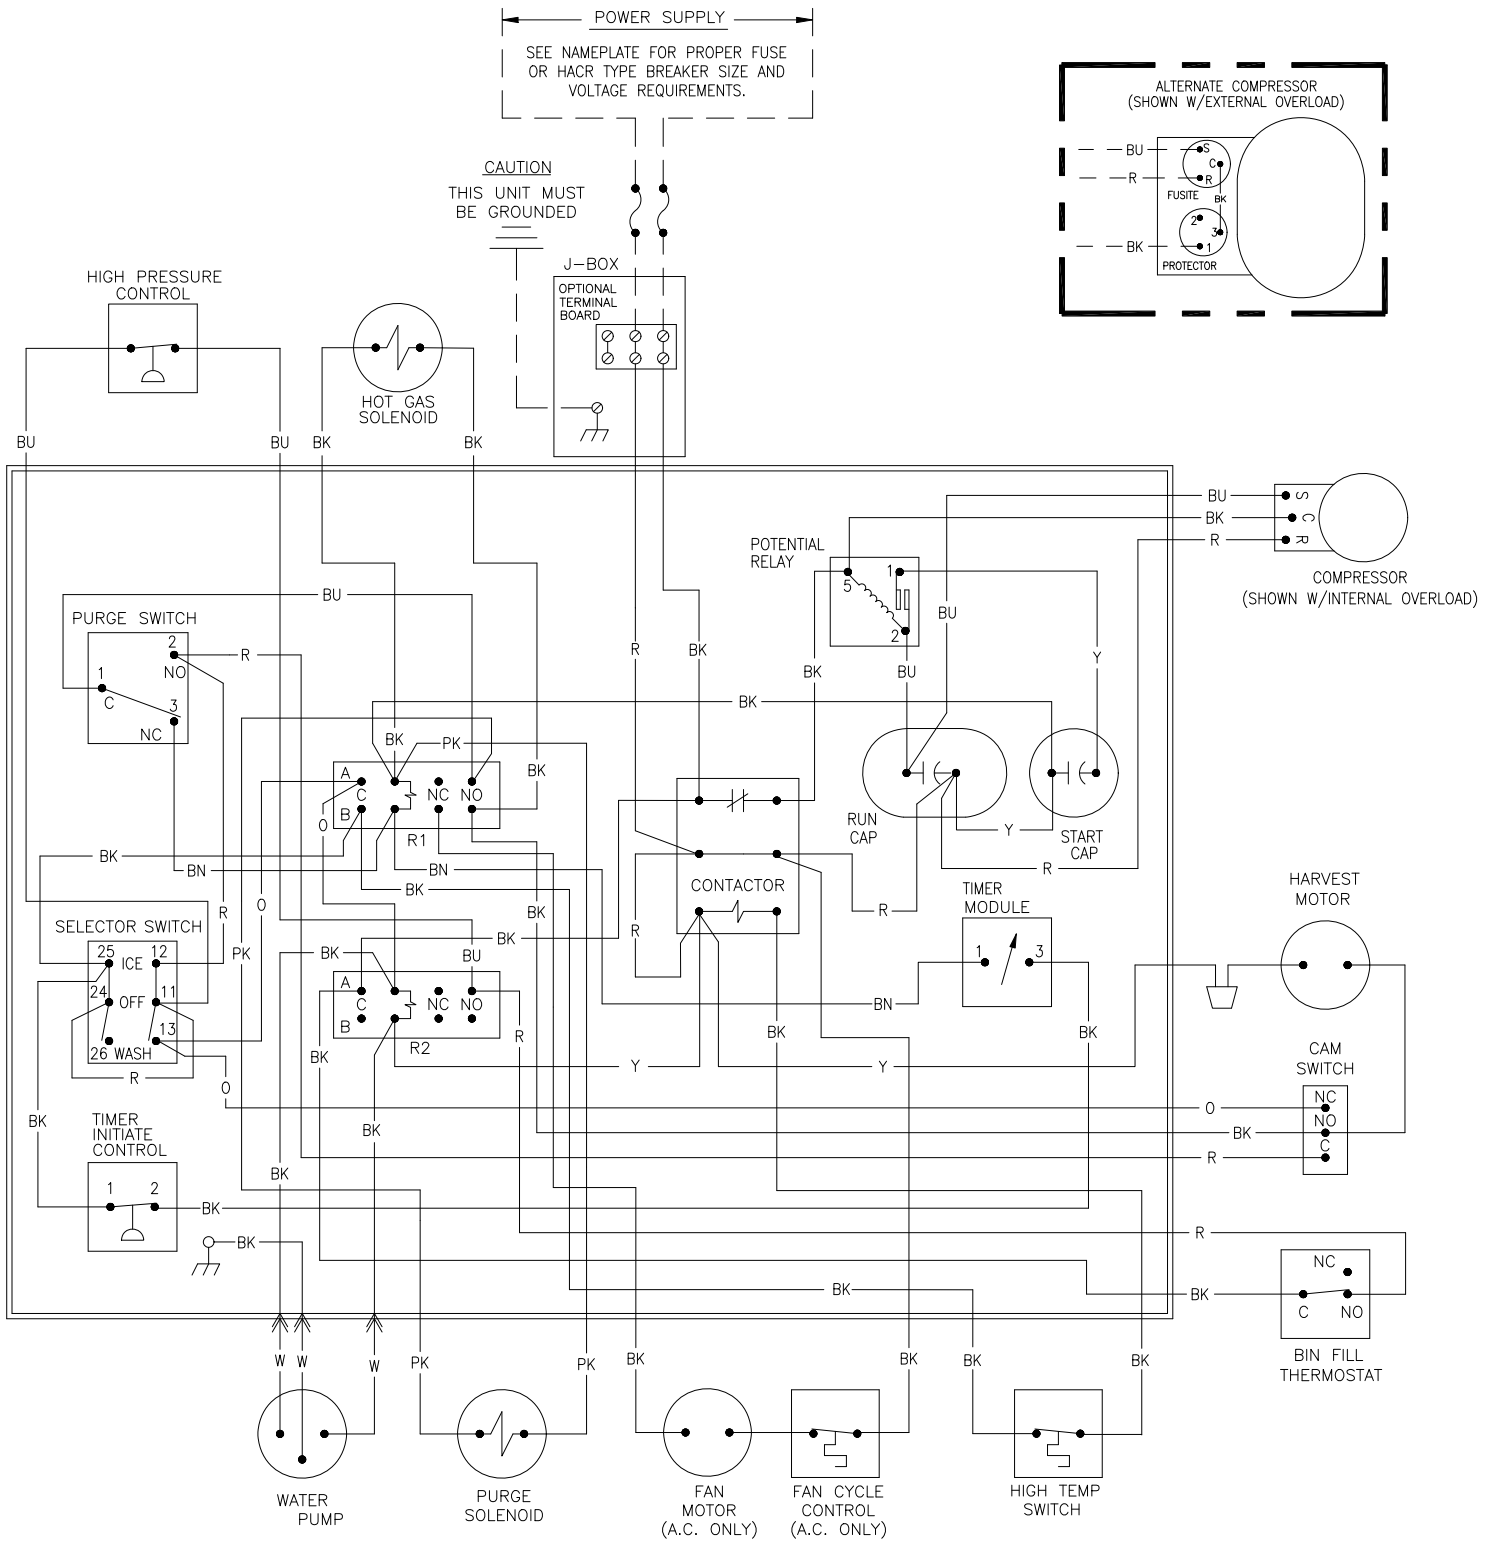 POWER SUPPLY
SEE NAMEPLATE FOR PROPER FUSE
OR HACR TYPE BREAKER SIZE AND
VOLTAGE REQUIREMENTS.
ALTERNATE COMPRESSOR
(SHOWN W/EXTERNAL OVERLOAD)
BU
S
C
R
R
FUSITE
BK
2
3
BK
1
PROTECTOR
CAUTION
THIS UNIT MUST
BE GROUNDED
J-BOX
OPTIONAL
TERMINAL
BOARD
HIGH PRESSURE
CONTROL
HOT GAS
SOLENOID
BU
BU
BK
BK
BU
S
BK
C
R
R
COMPRESSOR
(SHOWN W/INTERNAL OVERLOAD)
POTENTIAL
RELAY
5
1
2
BU
BU
PURGE SWITCH
2
NO
1
C
3
NC
R
R
BK
BK
BU
Y
BK
BK
PK
BK
A
C
B
NC
NO
R1
O
RUN
CAP
Y
START
CAP
BK
BN
BN
BK
R
CONTACTOR
TIMER
MODULE
1
3
HARVEST
MOTOR
R
O
BK
R
R
SELECTOR SWITCH
25
ICE
12
24
OFF
11
13
26 WASH
R
PK
BK
BK
BU
A
C
B
NC
NO
R2
R
BN
BK
BK
BK
Y
Y
O
CAM
SWITCH
NC
NO
C
O
BK
R
BK
TIMER
INITIATE
CONTROL
1
2
BK
BK
BK
BK
R
NC
C
NO
BK
BK
BIN FILL
THERMOSTAT
W
W
W
PK
PK
BK
BK
BK
BK
WATER
PUMP
PURGE
SOLENOID
FAN
MOTOR
(A.C. ONLY)
FAN CYCLE
CONTROL
(A.C. ONLY)
HIGH TEMP
SWITCH